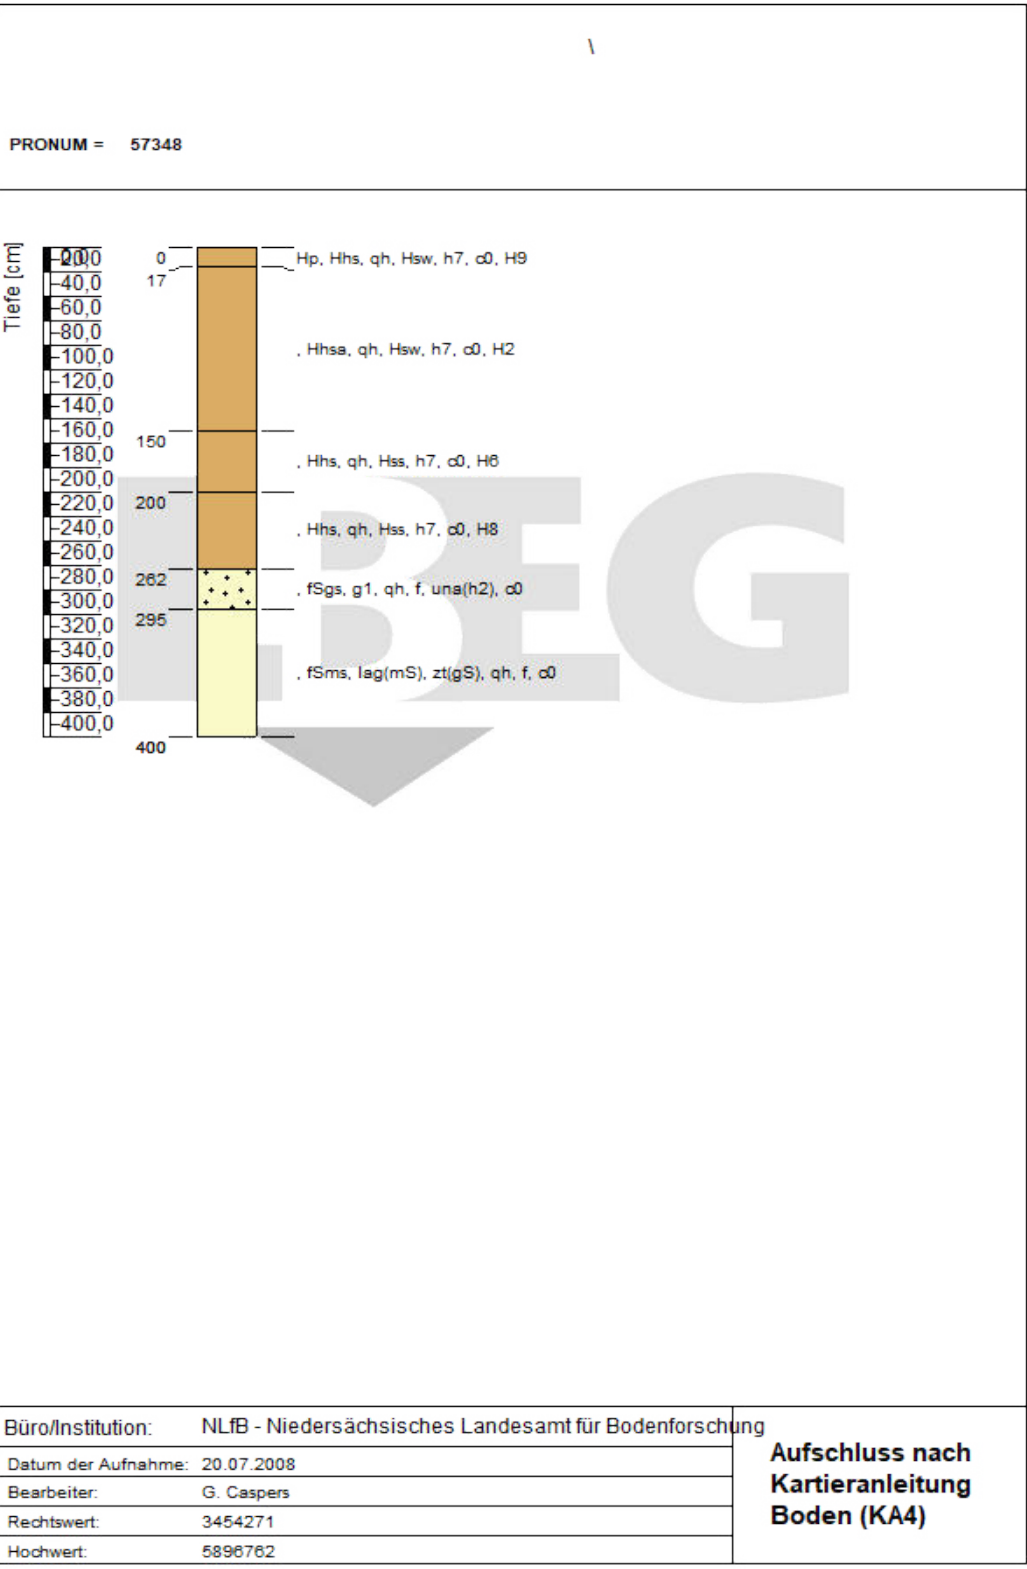 \
PRONUM = 57348
Tiefe [cm]
0 Hp, Hhs, qh, Hsw, h7, c0, H9
−40,0 17
−60,0
−80,0
−100,0 , Hhsa, qh, Hsw, h7, c0, H2
−120,0
−140,0
−160,0
150
−180,0 , Hhs, qh, Hss, h7, c0, H6
−200,0
−220,0 200
−240,0 , Hhs, qh, Hss, h7, c0, H8
−260,0
−280,0 262 , fSgs, g1, qh, f, una(h2), c0
−300,0
−320,0 295
−340,0
−360,0 , fSms, lag(mS), zt(gS), qh, f, c0
−380,0
−400,0
400
LBEG
Büro/Institution: NLfB - Niedersächsisches Landesamt für Bodenforschung
Datum der Aufnahme: 20.07.2008
Bearbeiter: G. Caspers
Rechtswert: 3454271
Hochwert: 5896762
Aufschluss nach
Kartieranleitung
Boden (KA4)